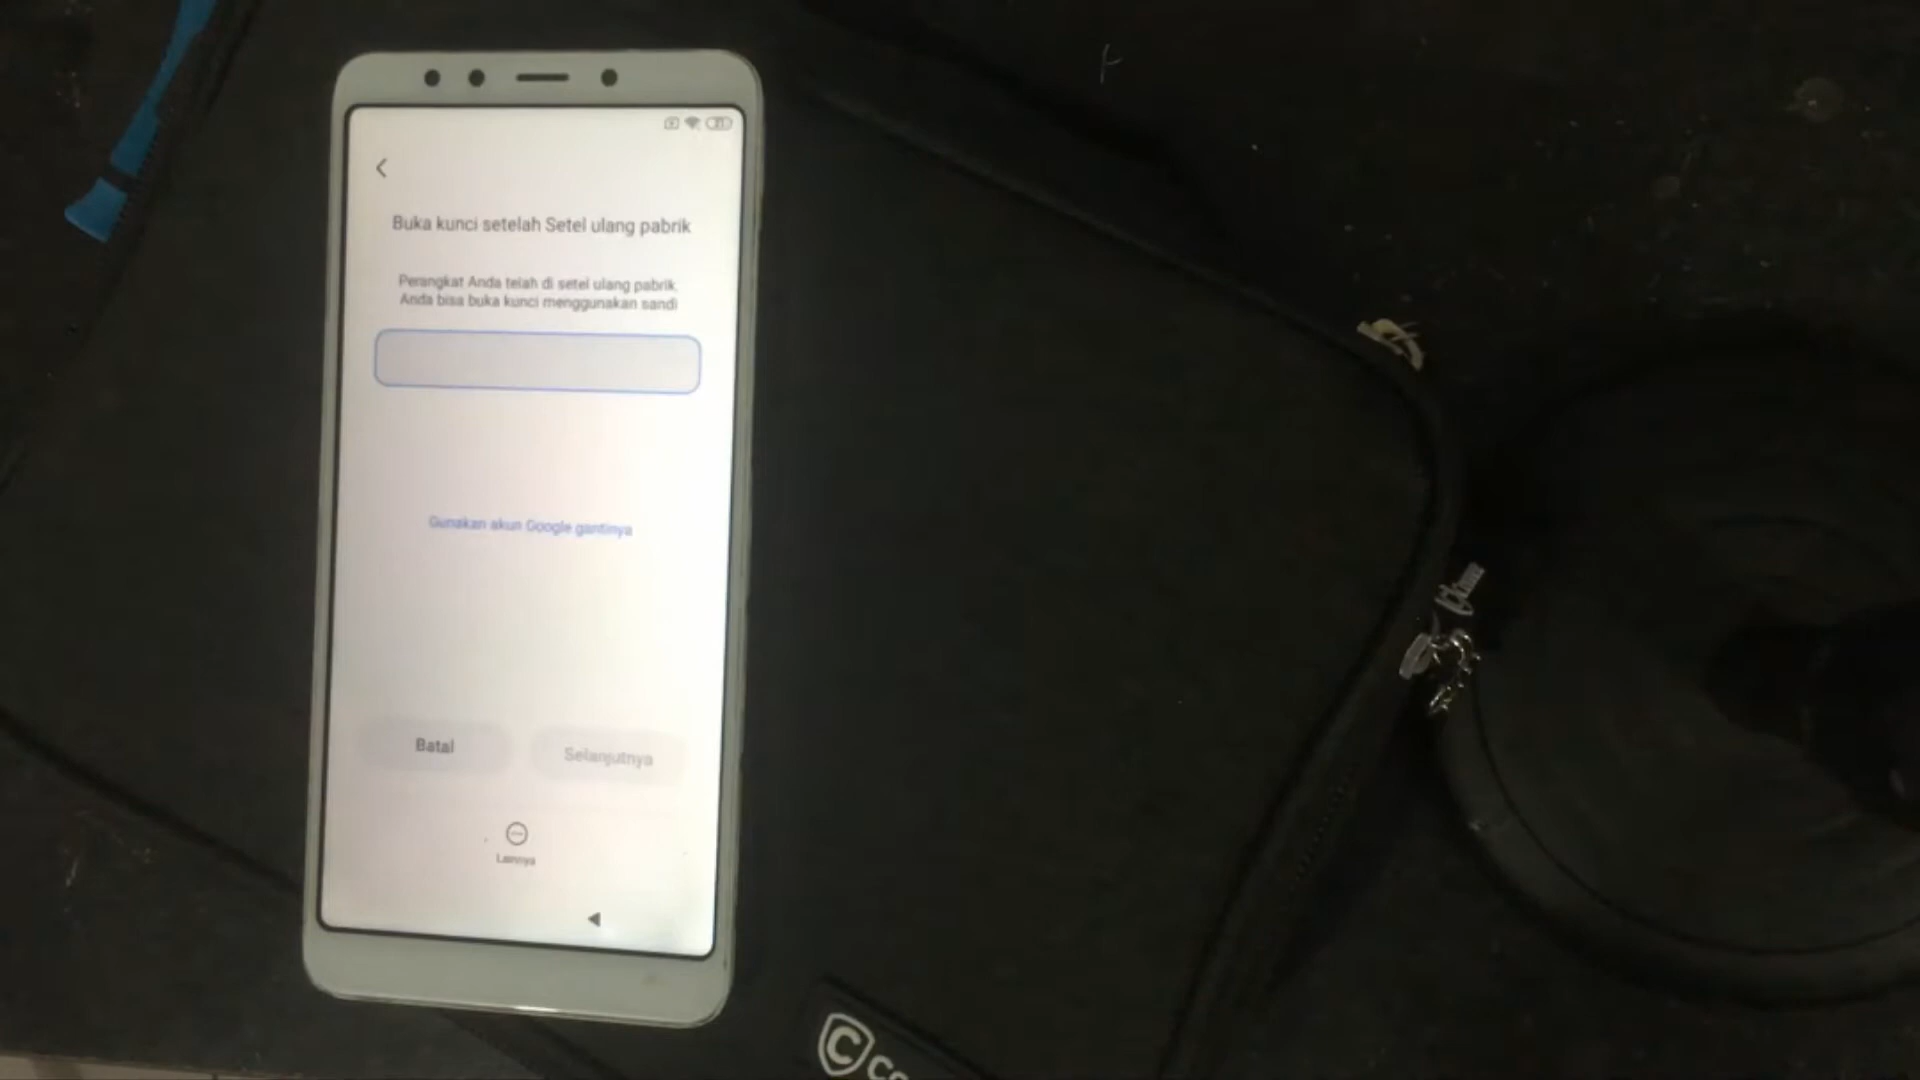 Buka kunci setelah Setel ulang pabrik
Perangkat Anda telah di setel ulang pabrik.
Anda bisa buka kunci menggunakan sandi
Gunakan akun Google gantinya
Batal
Selanjutnya
Lainnya